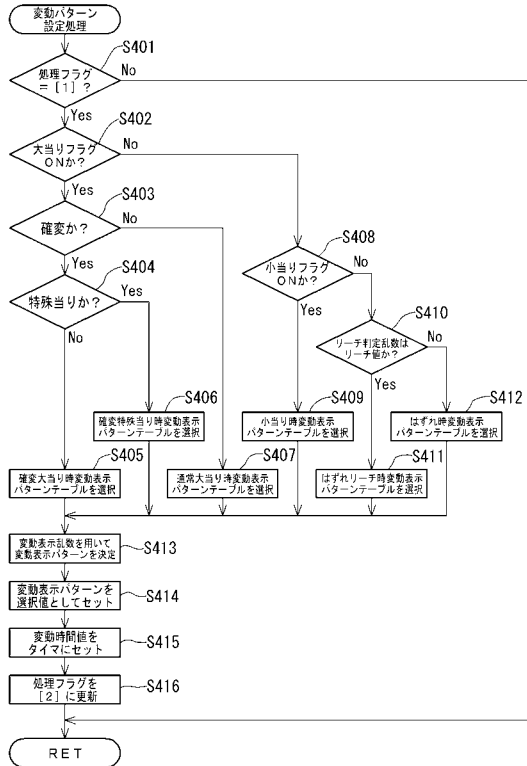 変動パターン
設定処理
S401
処理フラグ
=[1]?
No
Yes
S402
大当りフラグ
ONか?
No
Yes
S403
確変か?
No
Yes
S404
特殊当りか?
Yes
No
S408
小当りフラグ
ONか?
No
Yes
S410
リーチ判定乱数は
リーチ値か?
No
Yes
S406
確変特殊当り時変動表示
パターンテーブルを選択
S409
小当り時変動表示
パターンテーブルを選択
S412
はずれ時変動表示
パターンテーブルを選択
S405
確変大当り時変動表示
パターンテーブルを選択
S407
通常大当り時変動表示
パターンテーブルを選択
S411
はずれリーチ時変動表示
パターンテーブルを選択
変動表示乱数を用いて
変動表示パターンを決定
S413
変動表示パターンを
選択値としてセット
S414
変動時間値を
タイマにセット
S415
処理フラグを
[2]に更新
S416
RET